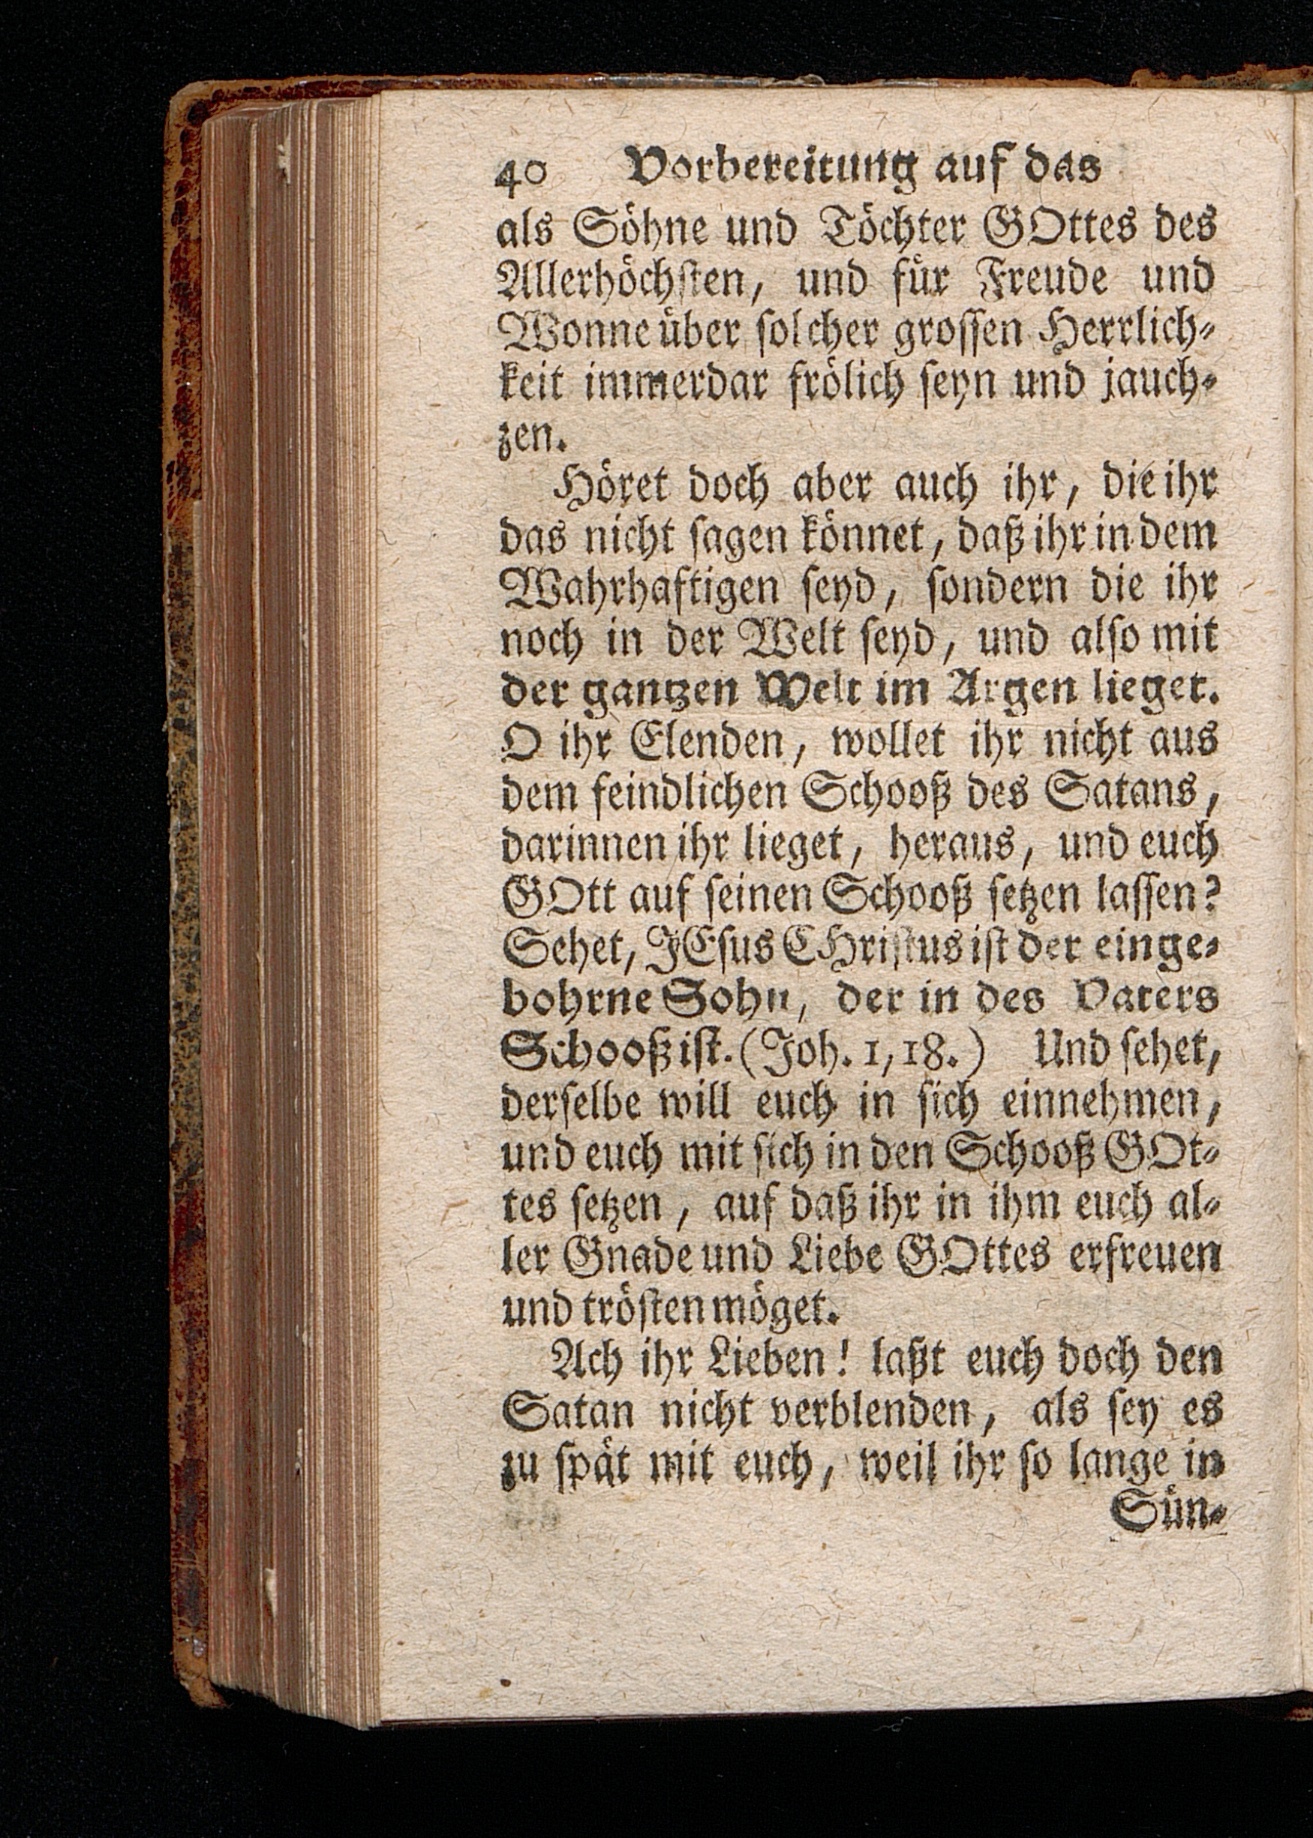 40 Vorbereitung auf das
als Söhne und Töchter GOttes des
Allerhöchsten, und für Freude und
Wonne über solcher grossen Herrlich-
keit immerdar frölich seyn und jauch-
zen.
Höret doch aber auch ihr, die ihr
das nicht sagen könnet, daß ihr in dem
Wahrhaftigen seyd, sondern die ihr
noch in der Welt seyd, und also mit
der gantzen Welt im Argen lieget.
O ihr Elenden, wollet ihr nicht aus
dem feindlichen Schooß des Satans,
darinnen ihr lieget, heraus, und euch
GOtt auf seinen Schooß setzen lassen?
Sehet, JEsus CHristus ist der einge-
bohrne Sohn, der in des Vaters
Schooß ist. (Joh. 1, 18.) Und sehet,
derselbe will euch in sich einnehmen,
und euch mit sich in den Schooß GOt-
tes setzen, auf daß ihr in ihm euch al-
ler Gnade und Liebe GOttes erfreuen
und trösten möget.
Ach ihr Lieben! laßt euch doch den
Satan nicht verblenden, als sey es
zu spät mit euch, weil ihr so lange in
Sün-